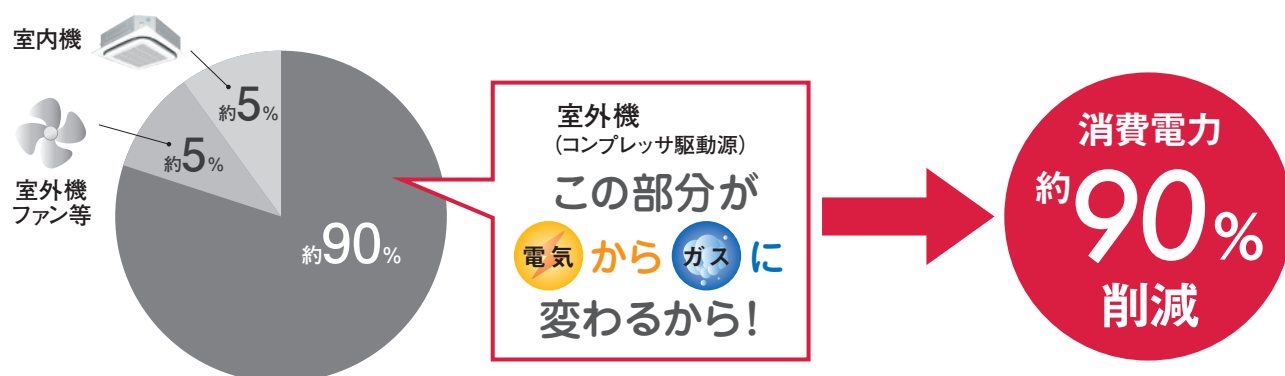 室内機
約5%
約5%
室外機
ファン等
約90%
室外機
(コンプレッサ駆動源)
この部分が
電気からガスに
変わるから!
消費電力
約90%
削減